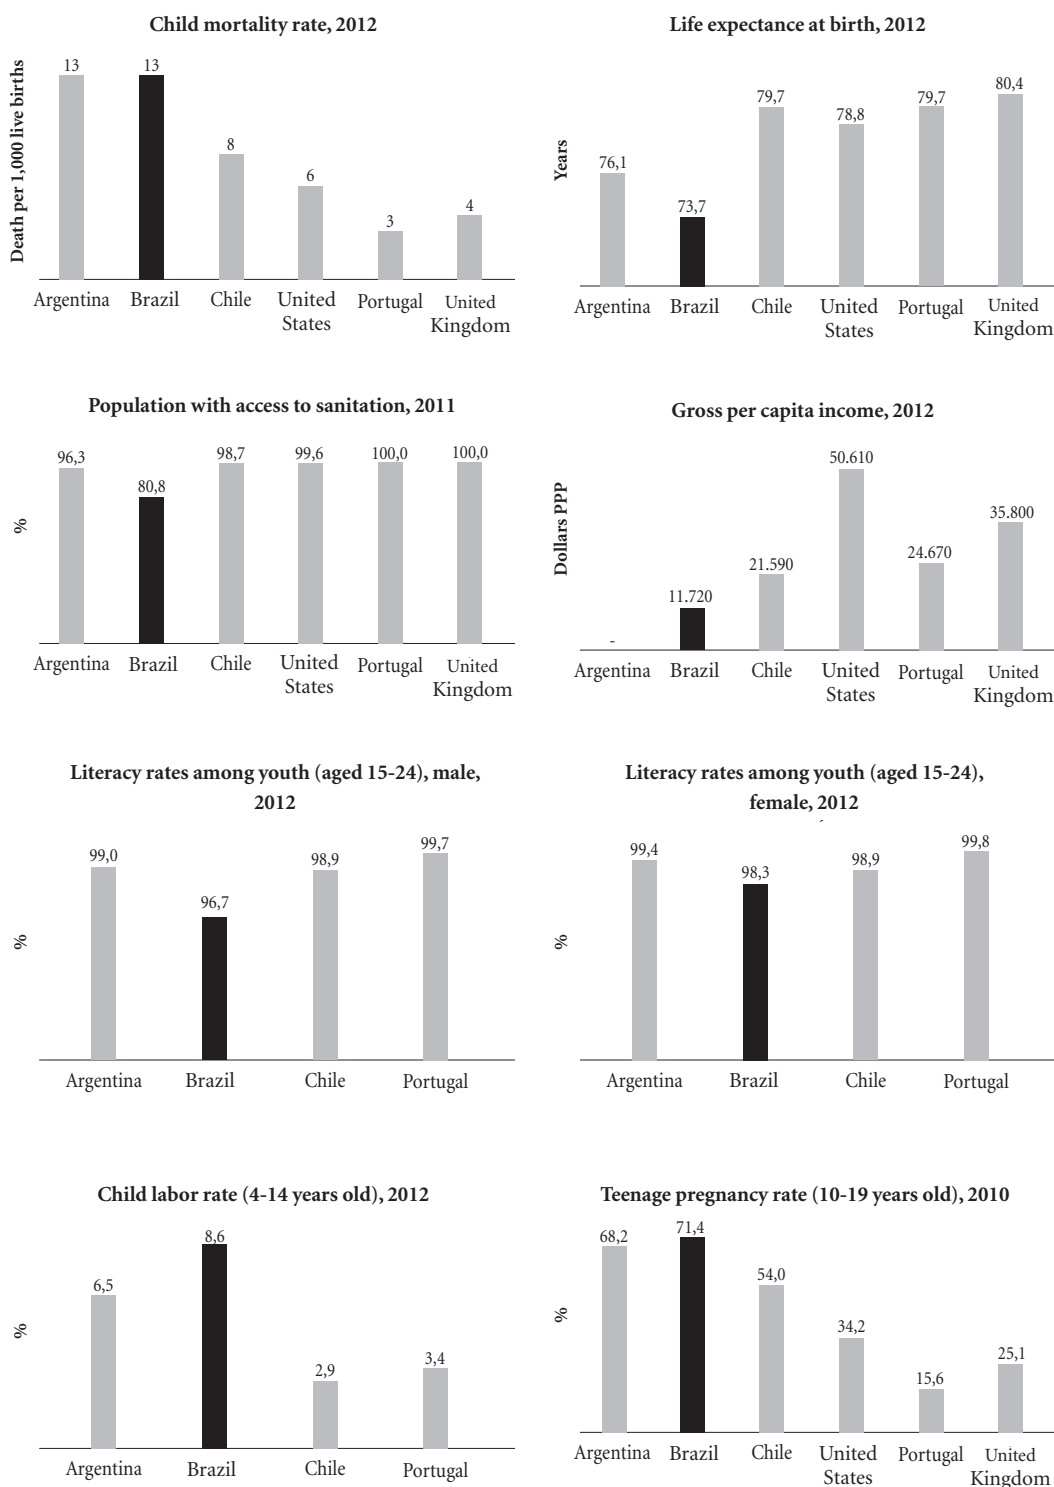 Child mortality rate, 2012
Death per 1,000 live births
13
13
8
6
3
4
Argentina
Brazil
Chile
United
States
Portugal
United
Kingdom
Life expectance at birth, 2012
Years
76,1
73,7
79,7
78,8
79,7
80,4
Argentina
Brazil
Chile
United
States
Portugal
United
Kingdom
Population with access to sanitation, 2011
%
96,3
80,8
98,7
99,6
100,0
100,0
Argentina
Brazil
Chile
United
States
Portugal
United
Kingdom
Gross per capita income, 2012
Dollars PPP
-
11.720
21.590
50.610
24.670
35.800
Argentina
Brazil
Chile
United
States
Portugal
United
Kingdom
Literacy rates among youth (aged 15-24), male,
2012
%
99,0
96,7
98,9
99,7
Argentina
Brazil
Chile
Portugal
Literacy rates among youth (aged 15-24),
female, 2012
%
99,4
98,3
98,9
99,8
Argentina
Brazil
Chile
Portugal
Child labor rate (4-14 years old), 2012
%
6,5
8,6
2,9
3,4
Argentina
Brazil
Chile
Portugal
Teenage pregnancy rate (10-19 years old), 2010
%
68,2
71,4
54,0
34,2
15,6
25,1
Argentina
Brazil
Chile
United
States
Portugal
United
Kingdom